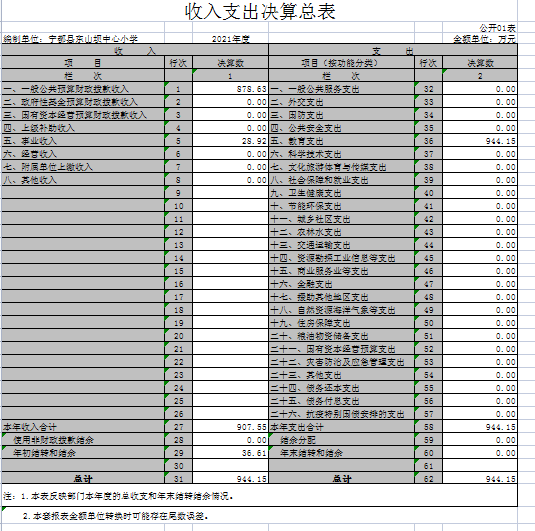 收入支出决算总表
公开01表
编制单位：宁都县东山坝中心小学 2021年度 金额单位：万元
收 入 支 出
项 目 行次 决算数 项目（按功能分类） 行次 决算数
栏 次 1 栏 次 2
一、一般公共预算财政拨款收入 1 878.63 一、一般公共服务支出 32 0.00
二、政府性基金预算财政拨款收入 2 0.00 二、外交支出 33 0.00
三、国有资本经营预算财政拨款收入 3 0.00 三、国防支出 34 0.00
四、上级补助收入 4 0.00 四、公共安全支出 35 0.00
五、事业收入 5 28.92 五、教育支出 36 944.15
六、经营收入 6 0.00 六、科学技术支出 37 0.00
七、附属单位上缴收入 7 0.00 七、文化旅游体育与传媒支出 38 0.00
八、其他收入 8 0.00 八、社会保障和就业支出 39 0.00
9 九、卫生健康支出 40 0.00
10 十、节能环保支出 41 0.00
11 十一、城乡社区支出 42 0.00
12 十二、农林水支出 43 0.00
13 十三、交通运输支出 44 0.00
14 十四、资源勘探工业信息等支出 45 0.00
15 十五、商业服务业等支出 46 0.00
16 十六、金融支出 47 0.00
17 十七、援助其他地区支出 48 0.00
18 十八、自然资源海洋气象等支出 49 0.00
19 十九、住房保障支出 50 0.00
20 二十、粮油物资储备支出 51 0.00
21 二十一、国有资本经营预算支出 52 0.00
22 二十二、灾害防治及应急管理支出 53 0.00
23 二十三、其他支出 54 0.00
24 二十四、债务还本支出 55 0.00
25 二十五、债务付息支出 56 0.00
26 二十六、抗疫特别国债安排的支出 57 0.00
本年收入合计 27 907.55 本年支出合计 58 944.15
使用非财政拨款结余 28 0.00 结余分配 59 0.00
年初结转和结余 29 36.61 年末结转和结余 60 0.00
30 61
总计 31 944.15 总计 62 944.15
注：1.本表反映部门本年度的总收支和年末结转结余情况。
2.本套报表金额单位转换时可能存在尾数误差。